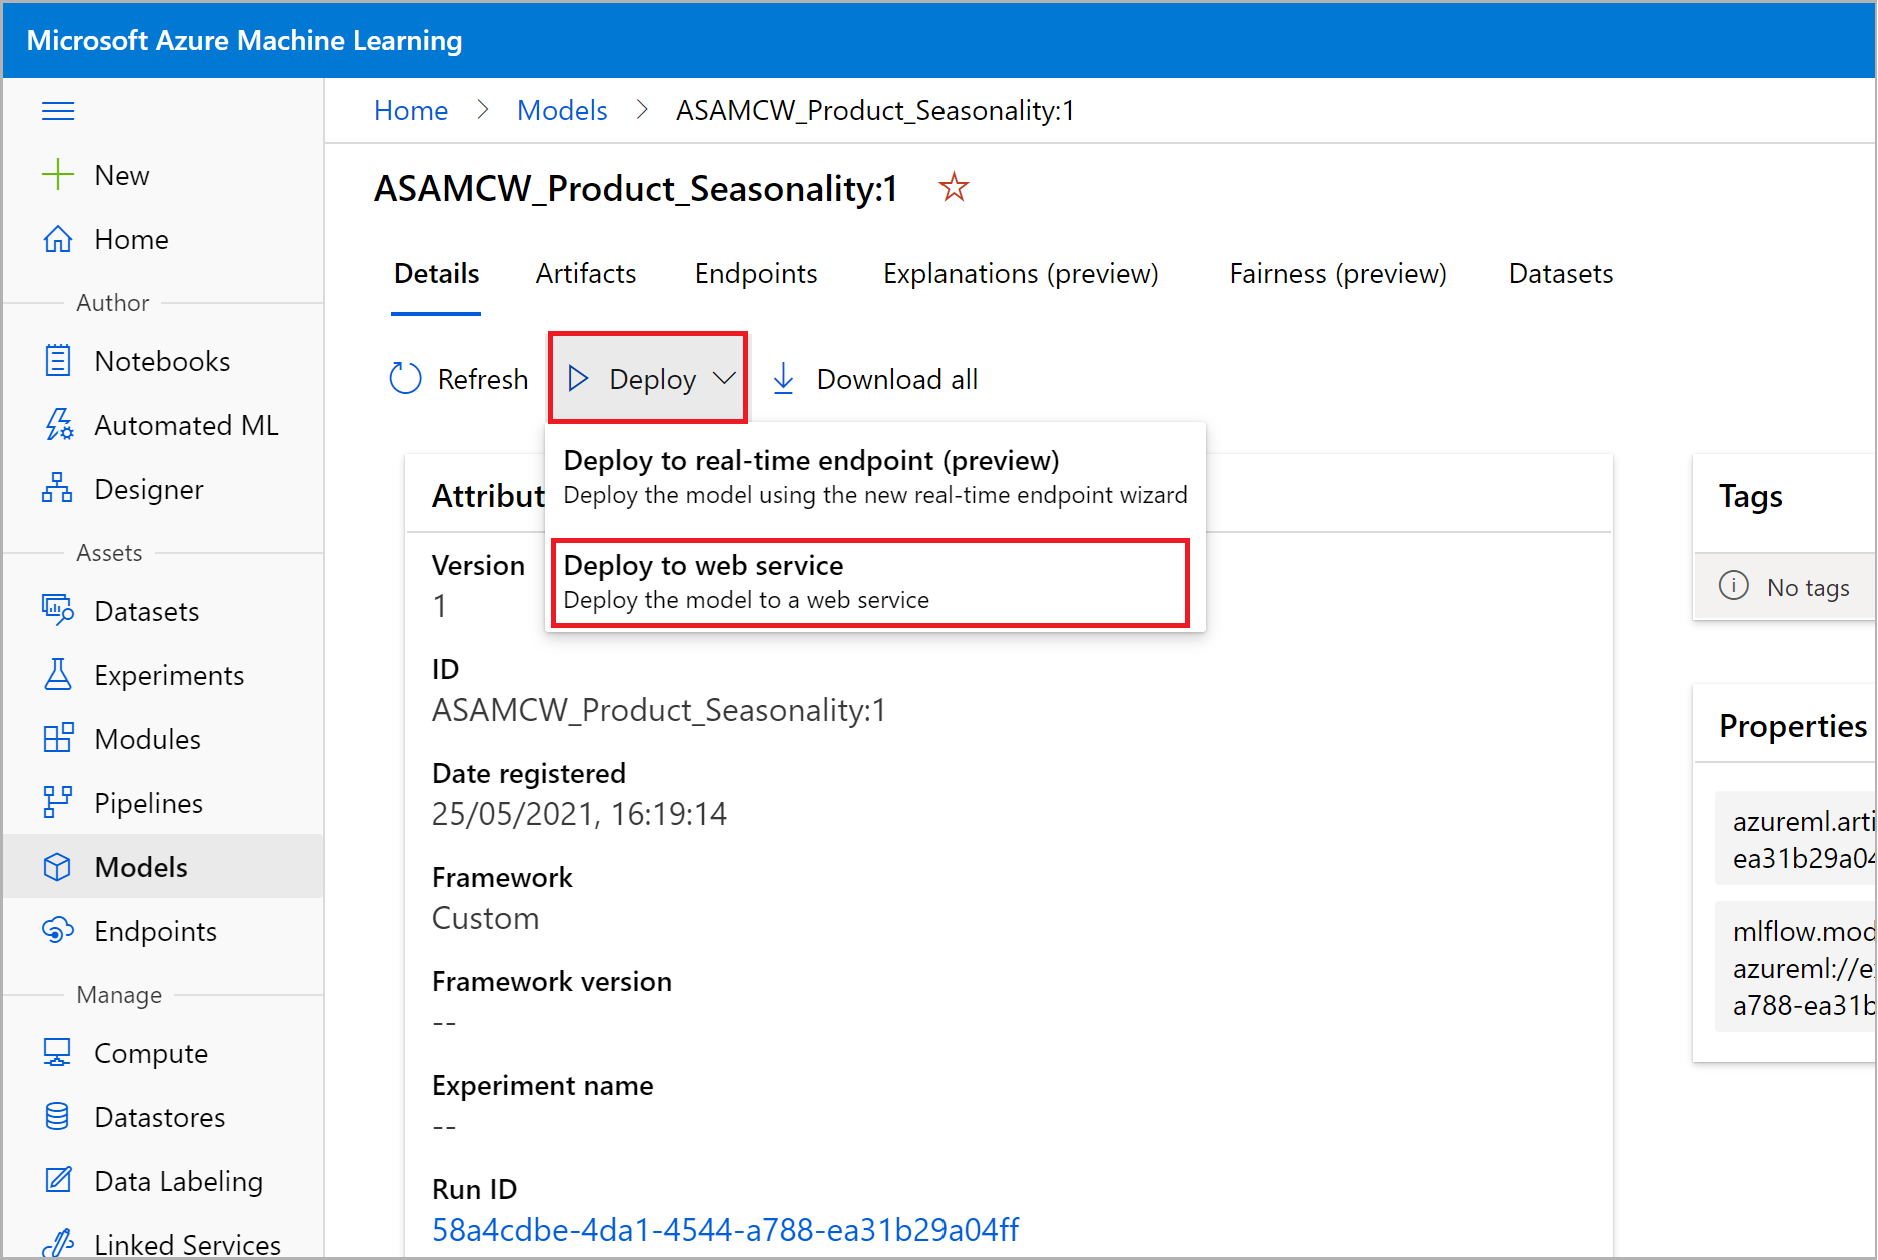 Microsoft Azure Machine Learning
Home > Models > ASAMCW_Product_Seasonality:1
New
Home
Author
Notebooks
Automated ML
Designer
Assets
Datasets
Experiments
Modules
Pipelines
Models
Endpoints
Manage
Compute
Datastores
Data Labeling
Linked Services
ASAMCW_Product_Seasonality:1
Details Artifacts Endpoints Explanations (preview) Fairness (preview) Datasets
Refresh Deploy Download all
Deploy to real-time endpoint (preview)
Deploy the model using the new real-time endpoint wizard
Deploy to web service
Deploy the model to a web service
Attribut
Version
1
ID
ASAMCW_Product_Seasonality:1
Date registered
25/05/2021, 16:19:14
Framework
Custom
Framework version
--
Experiment name
--
Run ID
58a4cdbe-4da1-4544-a788-ea31b29a04ff
Tags
No tags
Properties
azureml.arti
ea31b29a04
mlflow.mod
azureml://e
a788-ea31b